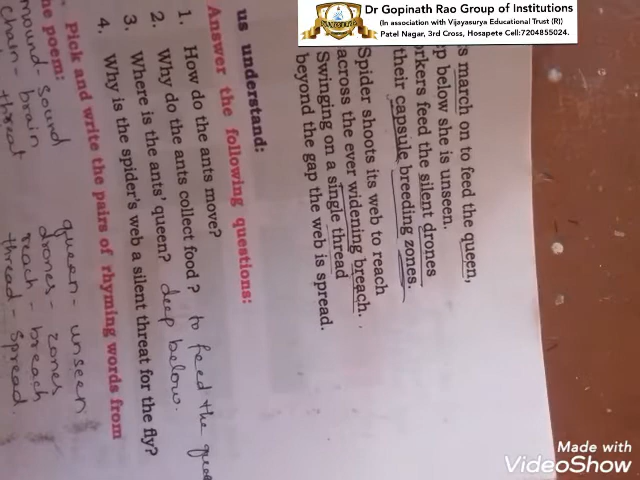 Dr Gopinath Rao Group of Institutions
(In association with Vijayasurya Educational Trust (R))
Patel Nagar, 3rd Cross, Hosapete Cell:7204855024.
march on to feed the queen,
below she is unseen.
feed the silent drones
their capsule breeding zones.
Spider shoots its web to reach
across the ever widening breach.
Swinging on a single thread
beyond the gap the web is spread.
us understand:
Answer the following questions:
1. How do the ants move?
2. Why do the ants collect food? to feed the
3. Where is the ants' queen? deep below.
Why is the spider's web a silent threat for the fly?
4. Pick and write the pairs of rhyming words from
poem:
mound - sound queen - unseen
chain - brain drones - zones
threat reach - breach
thread - spread.
Made with
VideoShow